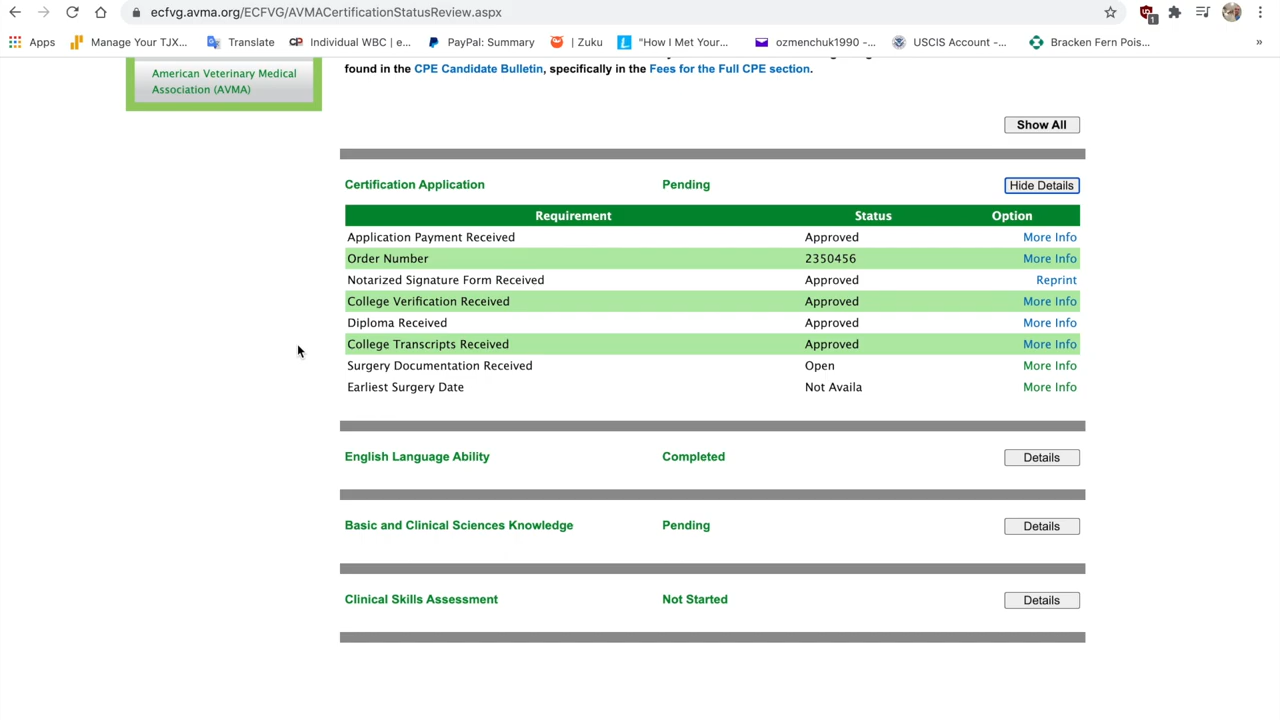 ecfvg.avma.org/ECFVG/AVMACertificationStatusReview.aspx
1
Apps Manage Your TJX... Translate CP Individual WBC | e... PayPal: Summary | Zuku L "How I Met Your... ozmenchuk1990 -... USCIS Account -... Bracken Fern Pois... »
American Veterinary Medical
Association (AVMA)
found in the CPE Candidate Bulletin, specifically in the Fees for the Full CPE section.
Show All
Certification Application Pending Hide Details
Requirement Status Option
Application Payment Received Approved More Info
Order Number 2350456 More Info
Notarized Signature Form Received Approved Reprint
College Verification Received Approved More Info
Diploma Received Approved More Info
College Transcripts Received Approved More Info
Surgery Documentation Received Open More Info
Earliest Surgery Date Not Availa More Info
English Language Ability Completed Details
Basic and Clinical Sciences Knowledge Pending Details
Clinical Skills Assessment Not Started Details